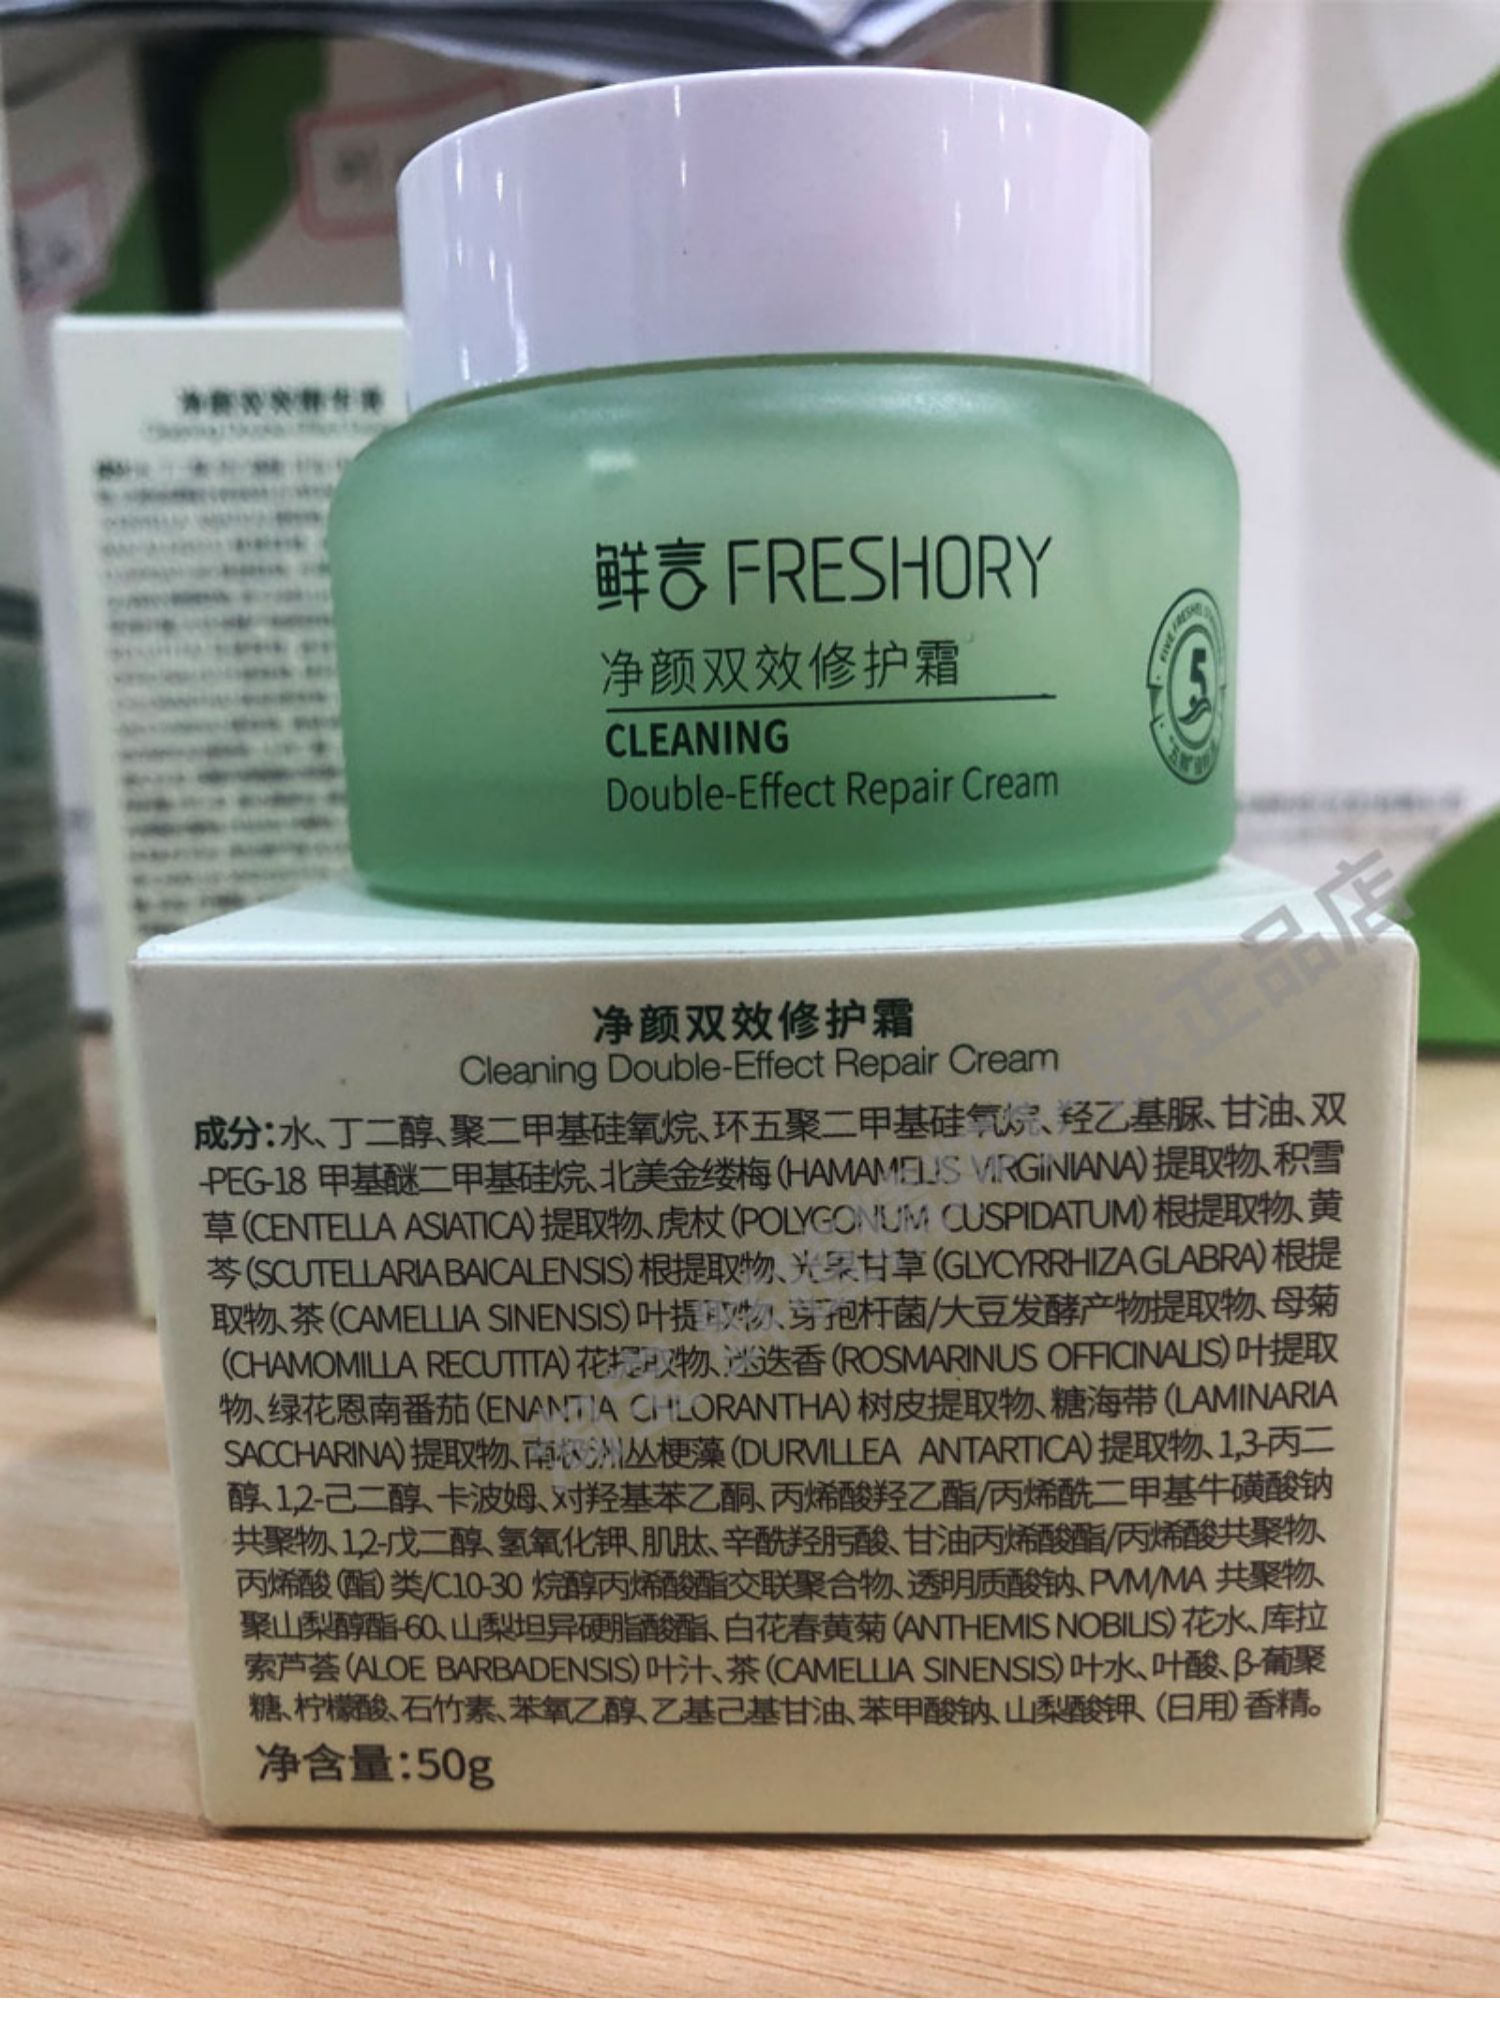 鲜言 FRESHORY
净颜双效修护霜
CLEANING
Double-Effect Repair Cream
5
净颜双效修护霜
Cleaning Double-Effect Repair Cream
成分:水、丁二醇、聚二甲基硅氧烷、环五聚二甲基硅氧烷、羟乙基脲、甘油、双
-PEG-18 甲基醚二甲基硅烷、北美金缕梅(HAMAMELIS VIRGINIANA)提取物、积雪
草(CENTELLA ASIATICA)提取物、虎杖(POLYGONUM CUSPIDATUM)根提取物、黄
芩(SCUTELLARIA BAICALENSIS)根提取物、光果甘草(GLYCYRRHIZA GLABRA)根提
取物、茶(CAMELLIA SINENSIS)叶提取物、芽孢杆菌/大豆发酵产物提取物、母菊
(CHAMOMILLA RECUTITA)花提取物、迷迭香(ROSMARINUS OFFICINALIS)叶提取
物、绿花恩南番茄(ENANTIA CHLORANTHA)树皮提取物、糖海带(LAMINARIA
SACCHARINA)提取物、南极洲丛梗藻(DURVILLEA ANTARTICA)提取物、1,3-丙二
醇、1,2-己二醇、卡波姆、对羟基苯乙酮、丙烯酸羟乙酯/丙烯酰二甲基牛磺酸钠
共聚物、1,2-戊二醇、氢氧化钾、肌肽、辛酰羟肟酸、甘油丙烯酸酯/丙烯酸共聚物、
丙烯酸(酯)类/C10-30 烷醇丙烯酸酯交联聚合物、透明质酸钠、PVM/MA 共聚物、
聚山梨醇酯-60、山梨坦异硬脂酸酯、白花春黄菊(ANTHEMIS NOBILIS)花水、库拉
索芦荟(ALOE BARBADENSIS)叶汁、茶(CAMELLIA SINENSIS)叶水、叶酸、β-葡聚
糖、柠檬酸、石竹素、苯氧乙醇、乙基己基甘油、苯甲酸钠、山梨酸钾、(日用)香精。
净含量:50g
正品店